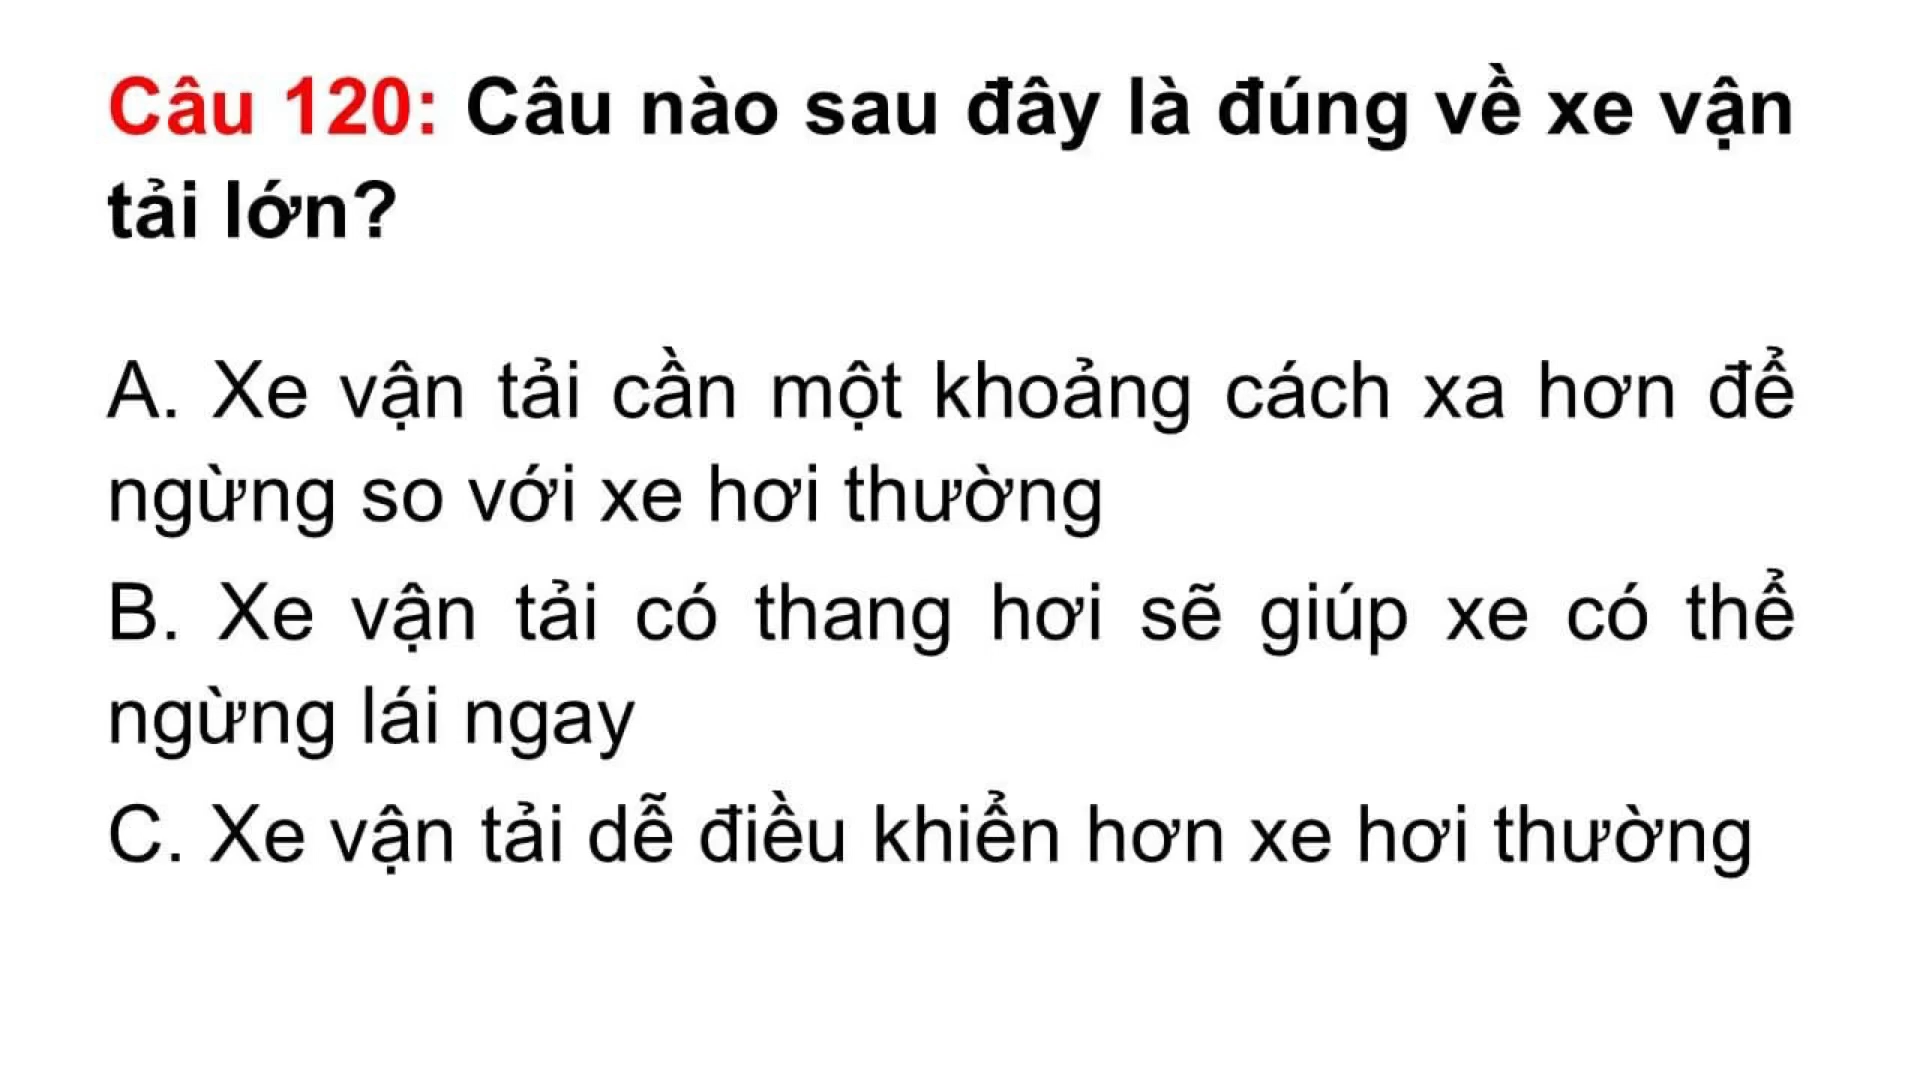 Câu 120: Câu nào sau đây là đúng về xe vận
tải lớn?
A. Xe vận tải cần một khoảng cách xa hơn để
ngừng so với xe hơi thường
B. Xe vận tải có thang hơi sẽ giúp xe có thể
ngừng lái ngay
C. Xe vận tải dễ điều khiển hơn xe hơi thường